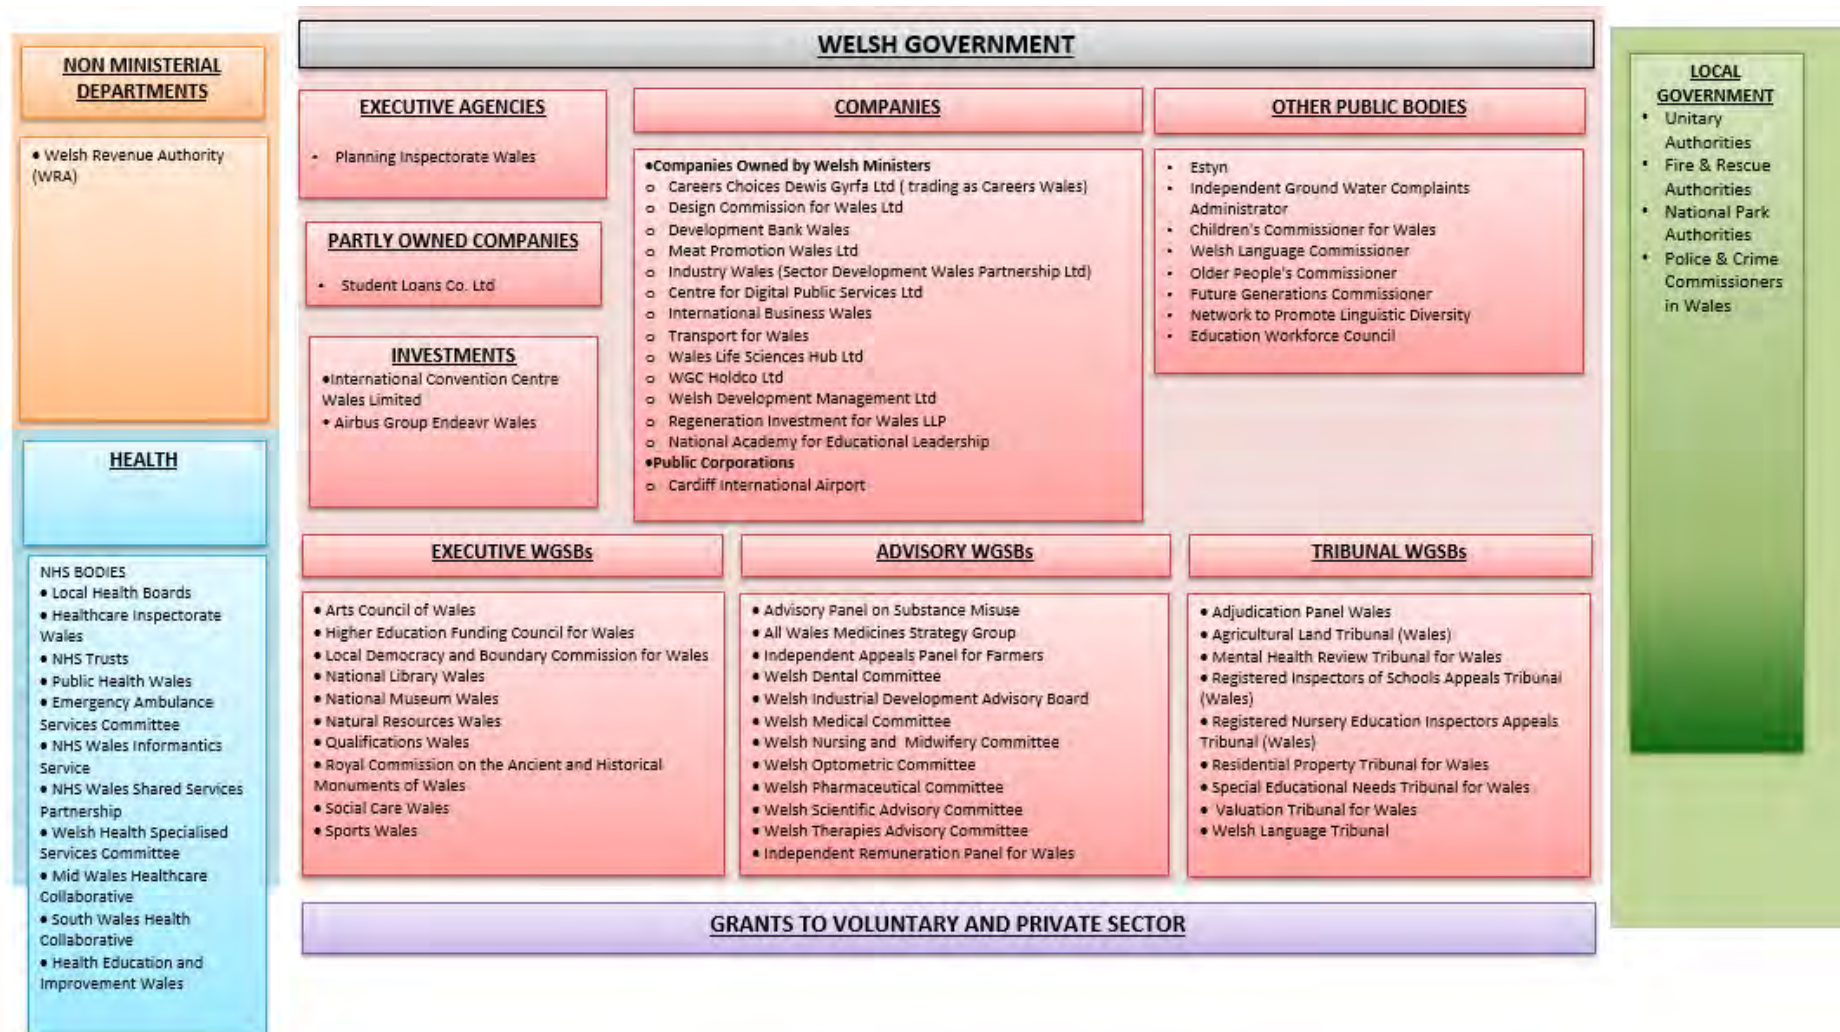 NON MINISTERIAL
DEPARTMENTS
• Welsh Revenue Authority
(WRA)
HEALTH
NHS BODIES
• Local Health Boards
• Healthcare Inspectorate
Wales
• NHS Trusts
• Public Health Wales
• Emergency Ambulance
Services Committee
• NHS Wales Informantics
Service
• NHS Wales Shared Services
Partnership
• Welsh Health Specialised
Services Committee
• Mid Wales Healthcare
Collaborative
• South Wales Health
Collaborative
• Health Education and
Improvement Wales
WELSH GOVERNMENT
EXECUTIVE AGENCIES
• Planning Inspectorate Wales
PARTLY OWNED COMPANIES
• Student Loans Co. Ltd
INVESTMENTS
•International Convention Centre
Wales Limited
• Airbus Group Endeavr Wales
COMPANIES
•Companies Owned by Welsh Ministers
o Careers Choices Dewis Gyrfa Ltd ( trading as Careers Wales)
o Design Commission for Wales Ltd
o Development Bank Wales
o Meat Promotion Wales Ltd
o Industry Wales (Sector Development Wales Partnership Ltd)
o Centre for Digital Public Services Ltd
o International Business Wales
o Transport for Wales
o Wales Life Sciences Hub Ltd
o WGC Holdco Ltd
o Welsh Development Management Ltd
o Regeneration Investment for Wales LLP
o National Academy for Educational Leadership
•Public Corporations
o Cardiff International Airport
OTHER PUBLIC BODIES
• Estyn
• Independent Ground Water Complaints
Administrator
• Children's Commissioner for Wales
• Welsh Language Commissioner
• Older People's Commissioner
• Future Generations Commissioner
• Network to Promote Linguistic Diversity
• Education Workforce Council
EXECUTIVE WGSBs
• Arts Council of Wales
• Higher Education Funding Council for Wales
• Local Democracy and Boundary Commission for Wales
• National Library Wales
• National Museum Wales
• Natural Resources Wales
• Qualifications Wales
• Royal Commission on the Ancient and Historical
Monuments of Wales
• Social Care Wales
• Sports Wales
ADVISORY WGSBs
• Advisory Panel on Substance Misuse
• All Wales Medicines Strategy Group
• Independent Appeals Panel for Farmers
• Welsh Dental Committee
• Welsh Industrial Development Advisory Board
• Welsh Medical Committee
• Welsh Nursing and Midwifery Committee
• Welsh Optometric Committee
• Welsh Pharmaceutical Committee
• Welsh Scientific Advisory Committee
• Welsh Therapies Advisory Committee
• Independent Remuneration Panel for Wales
TRIBUNAL WGSBs
• Adjudication Panel Wales
• Agricultural Land Tribunal (Wales)
• Mental Health Review Tribunal for Wales
• Registered Inspectors of Schools Appeals Tribunal
(Wales)
• Registered Nursery Education Inspectors Appeals
Tribunal (Wales)
• Residential Property Tribunal for Wales
• Special Educational Needs Tribunal for Wales
• Valuation Tribunal for Wales
• Welsh Language Tribunal
GRANTS TO VOLUNTARY AND PRIVATE SECTOR
LOCAL
GOVERNMENT
• Unitary
Authorities
• Fire & Rescue
Authorities
• National Park
Authorities
• Police & Crime
Commissioners
in Wales